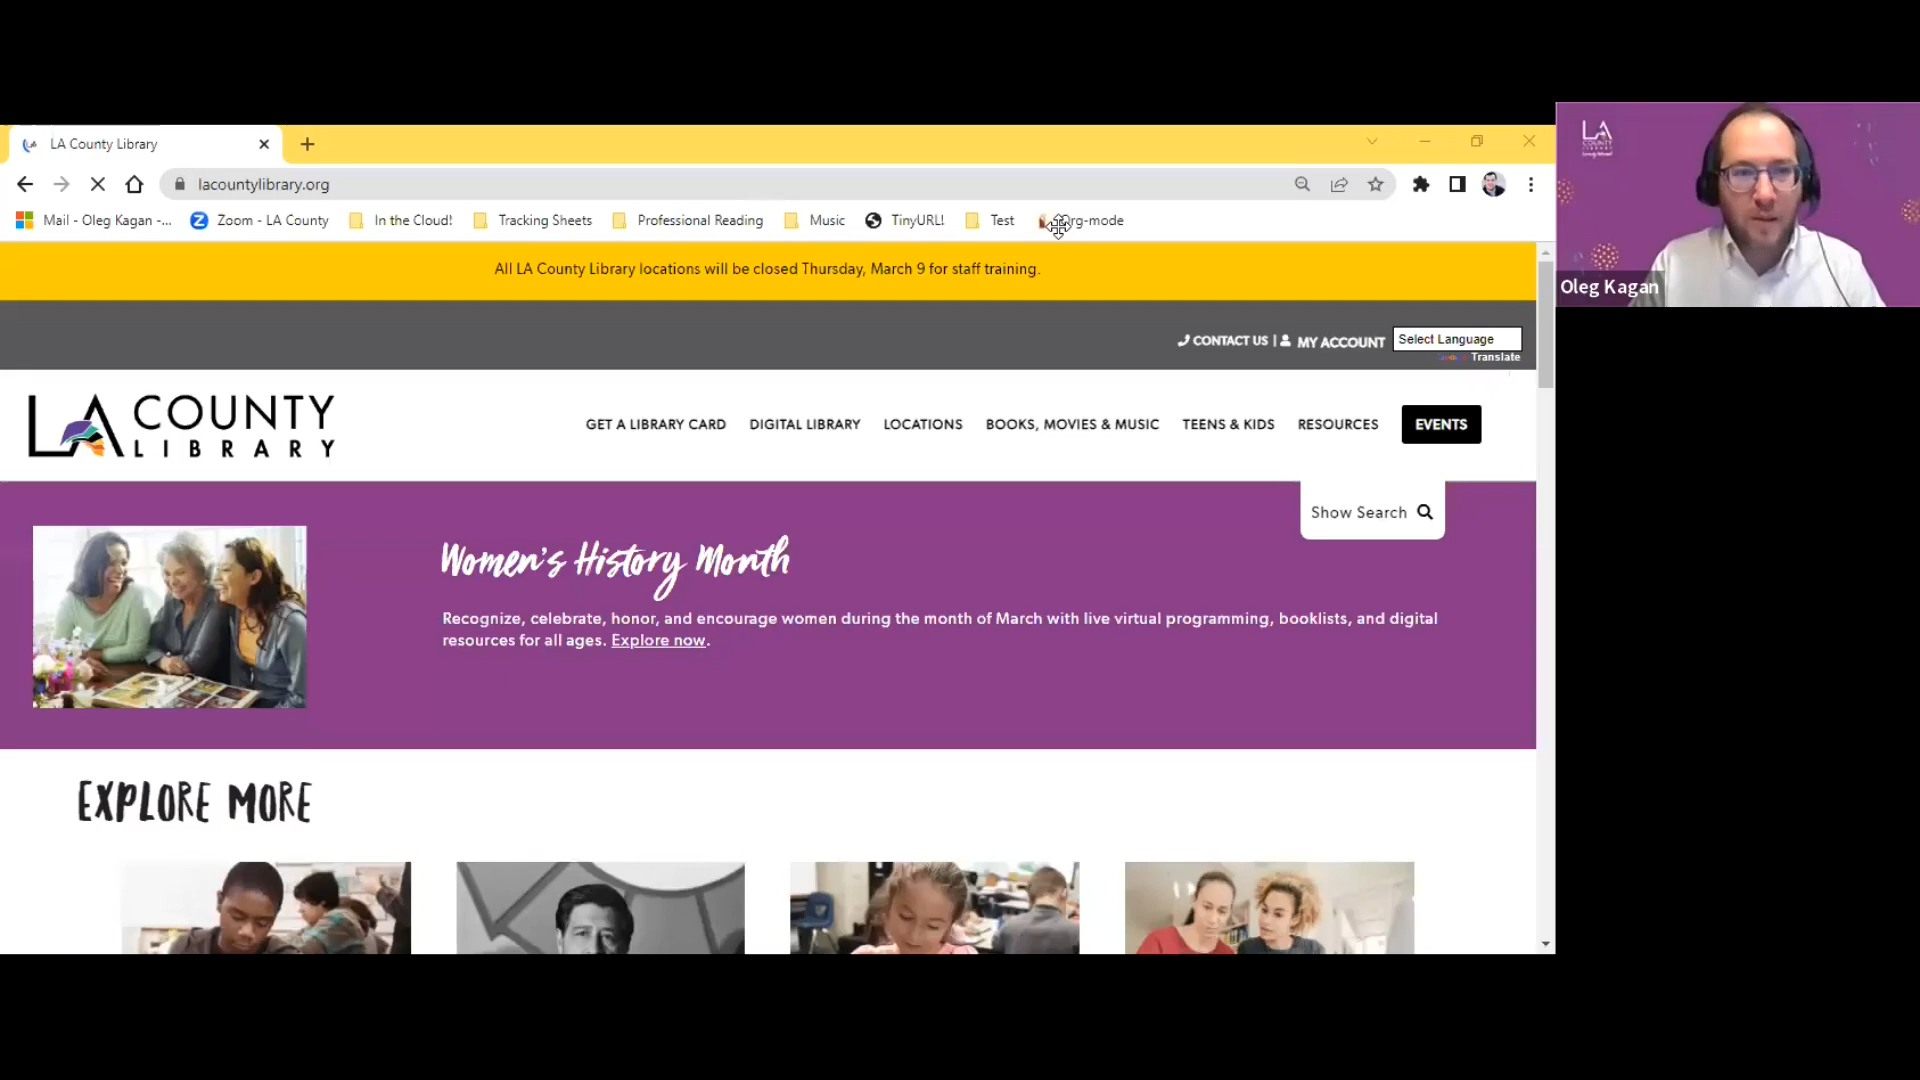 LA County Library
lacountylibrary.org
Mail - Oleg Kagan -...
Zoom - LA County
In the Cloud!
Tracking Sheets
Professional Reading
Music
TinyURL!
Test
rg-mode
All LA County Library locations will be closed Thursday, March 9 for staff training.
CONTACT US | MY ACCOUNT
Select Language
Translate
LA COUNTY
LIBRARY
GET A LIBRARY CARD
DIGITAL LIBRARY
LOCATIONS
BOOKS, MOVIES & MUSIC
TEENS & KIDS
RESOURCES
EVENTS
Show Search
Women's History Month
Recognize, celebrate, honor, and encourage women during the month of March with live virtual programming, booklists, and digital
resources for all ages. Explore now.
EXPLORE MORE
LA
COUNTY
LIBRARY
Oleg Kagan